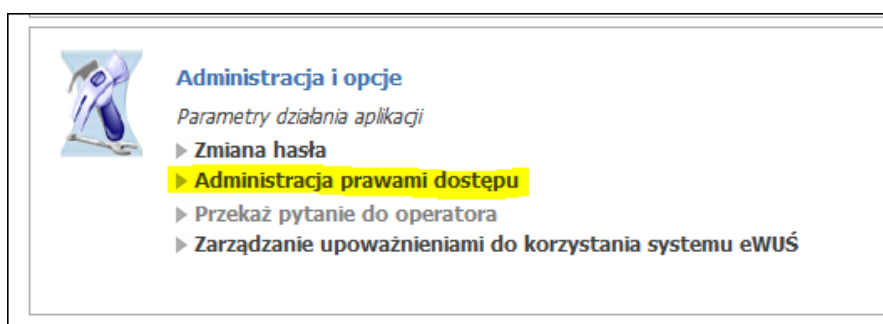 Administracja i opcje
Parametry działania aplikacji
Zmiana hasła
Administracja prawami dostępu
Przekaż pytanie do operatora
Zarządzanie upoważnieniami do korzystania systemu eWUŚ